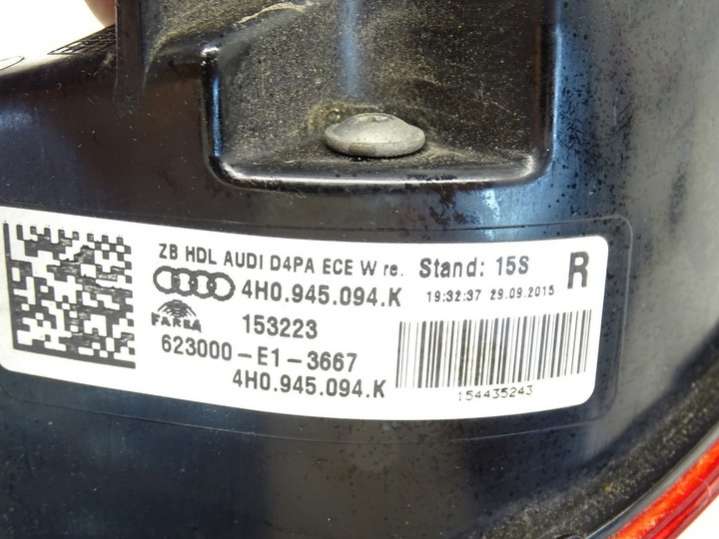 ZB HDL AUDI D4PA ECE W re. Stand: 15S R
4H0.945.094.K 19:32:37 29.09.2015
FARBA 153223
623000-E1-3667
4H0.945.094.K 154435243